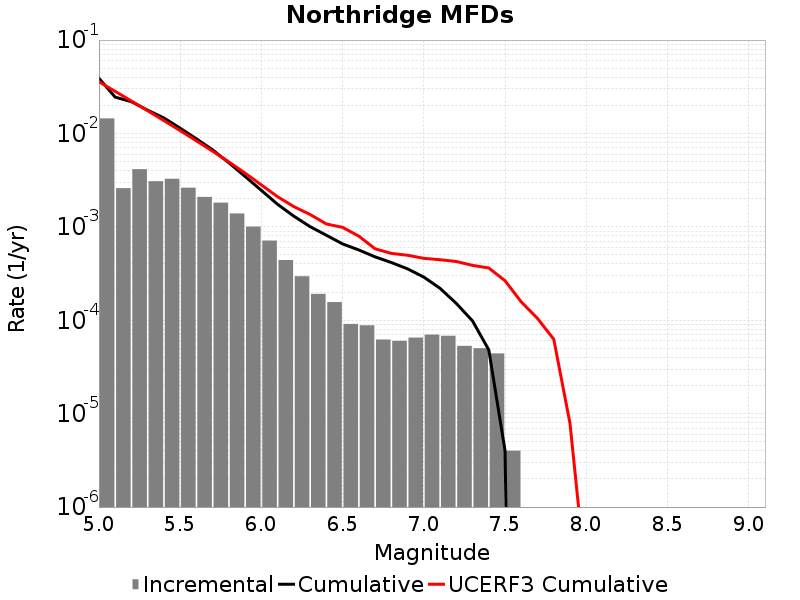 Northridge MFDs
10-1
10-2
10-3
10-4
10-5
10-6
Rate (1/yr)
5.0 5.5 6.0 6.5 7.0 7.5 8.0 8.5 9.0
Magnitude
Incremental Cumulative UCERF3 Cumulative